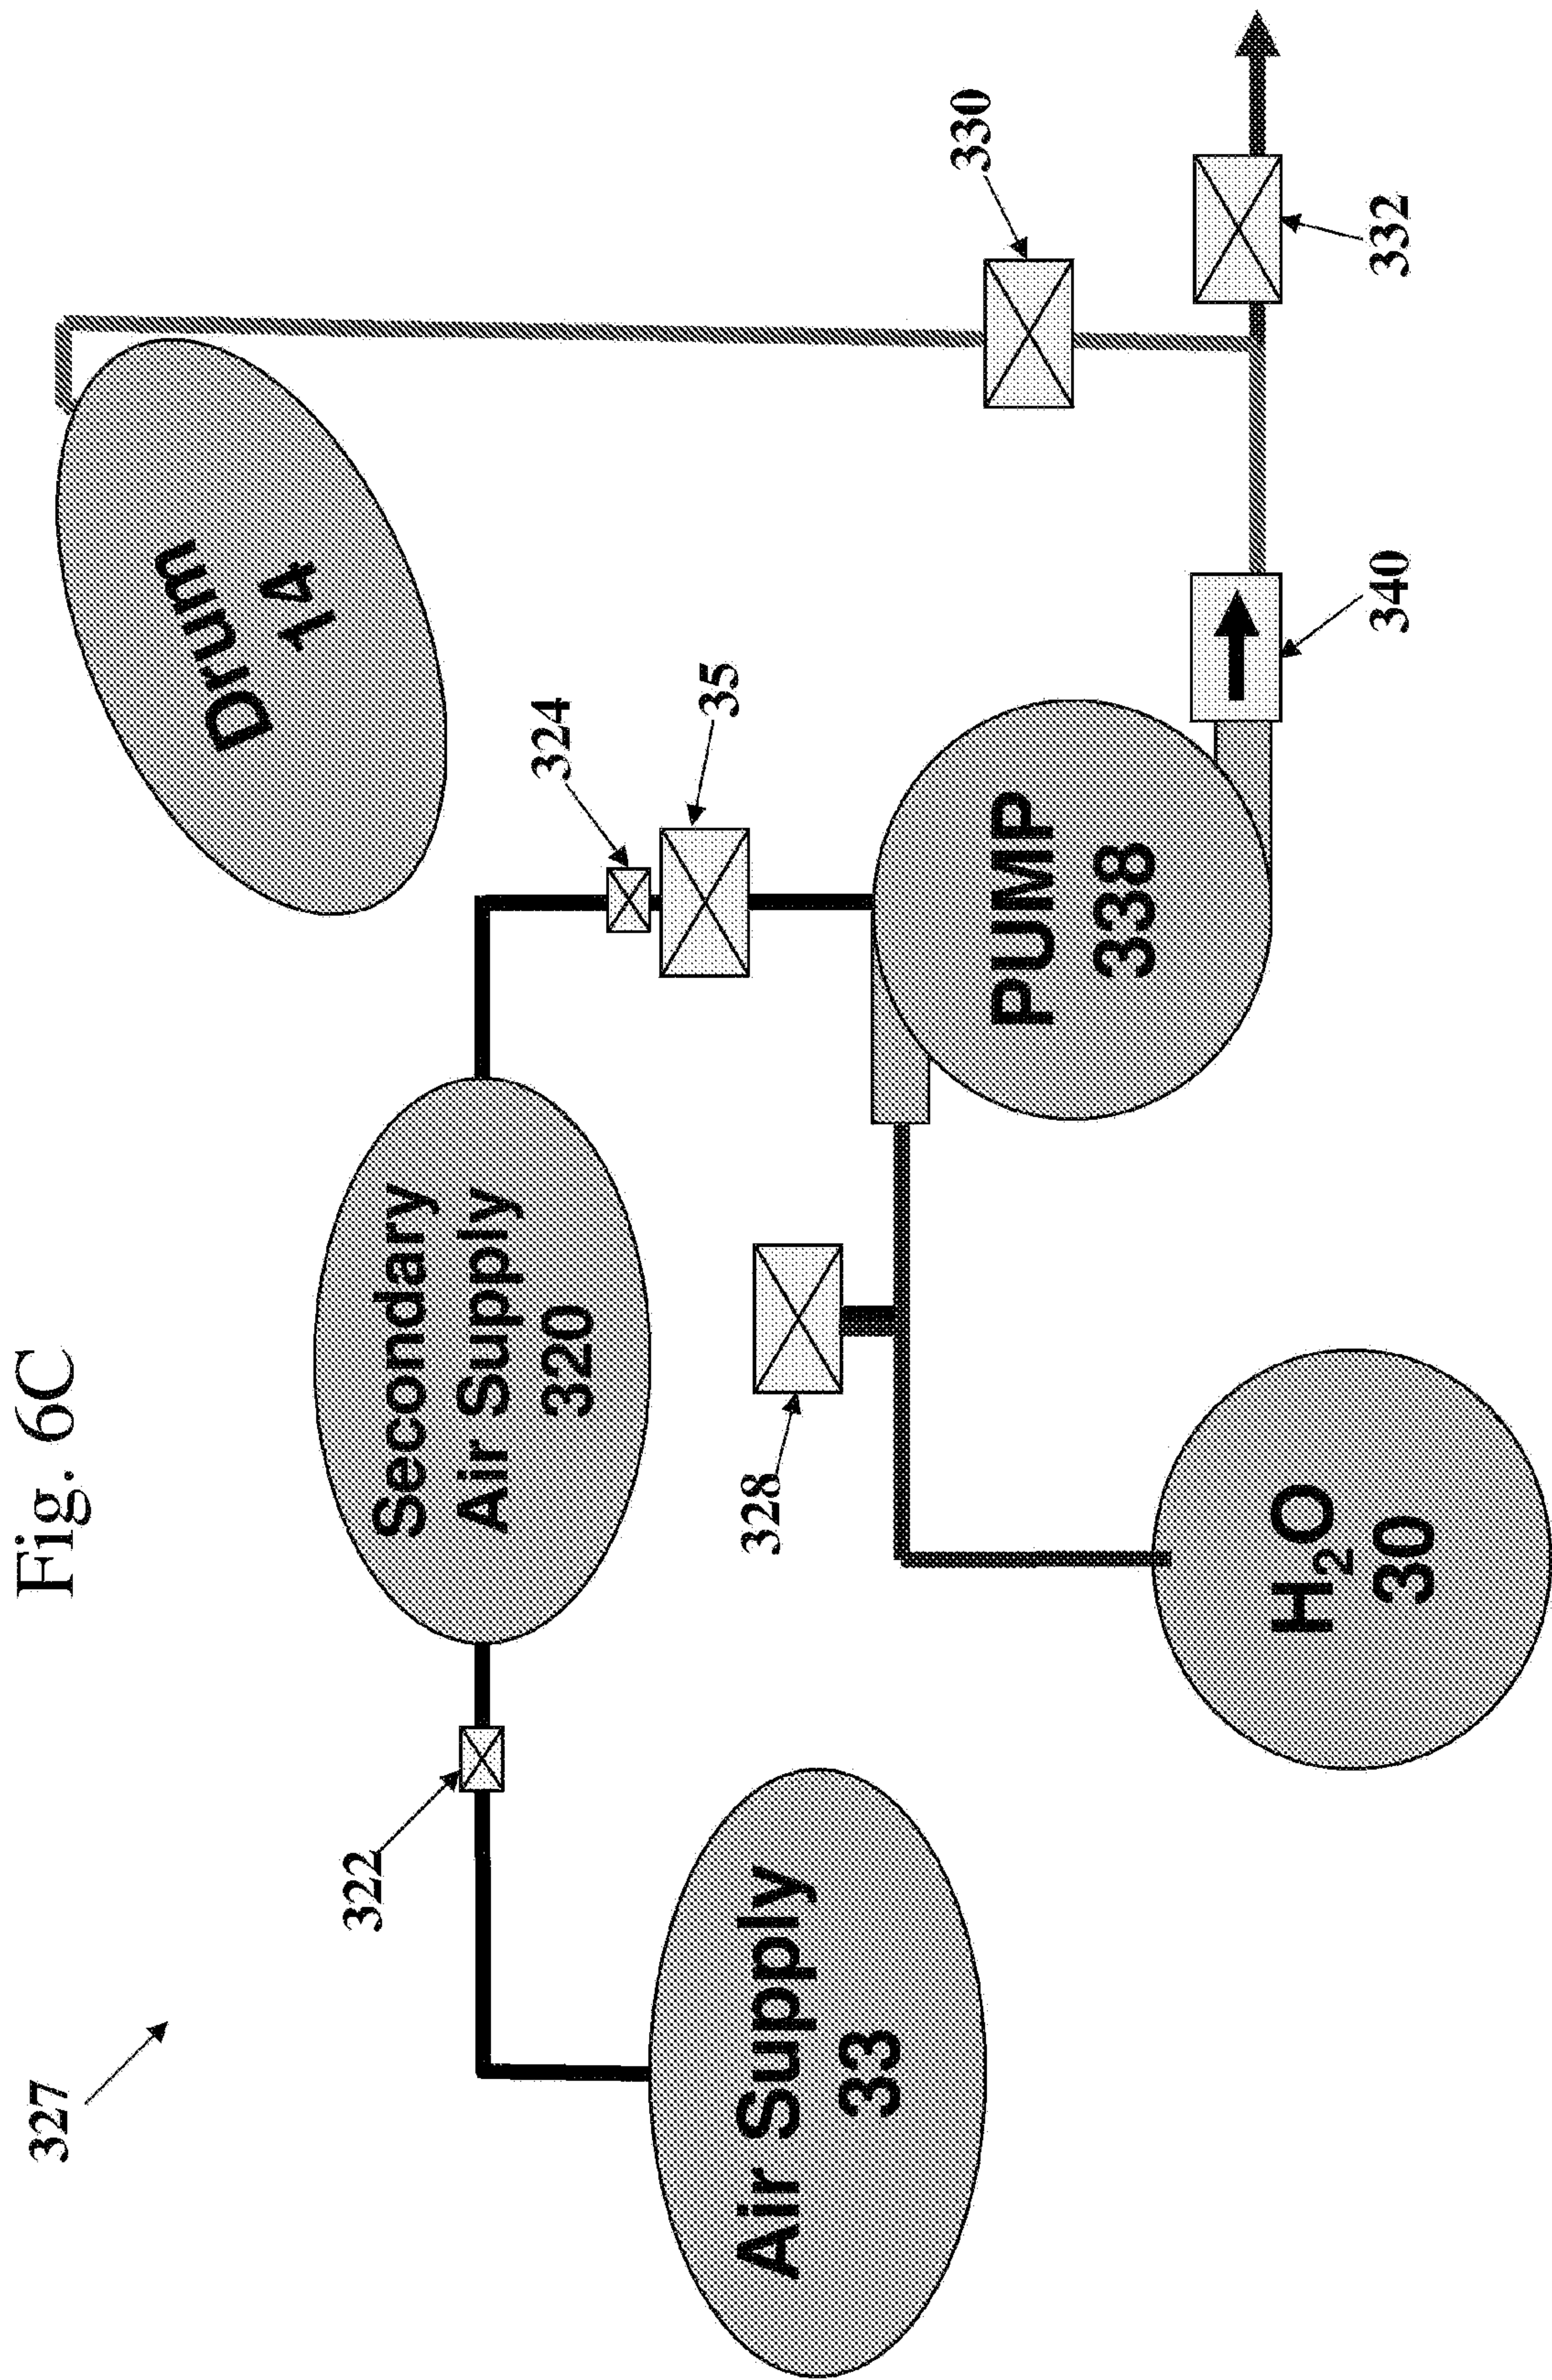 Fig. 6C
327
322
Secondary
Air Supply
320
324
35
Drum
14
Air Supply
33
328
PUMP
338
330
H₂O
30
340
332